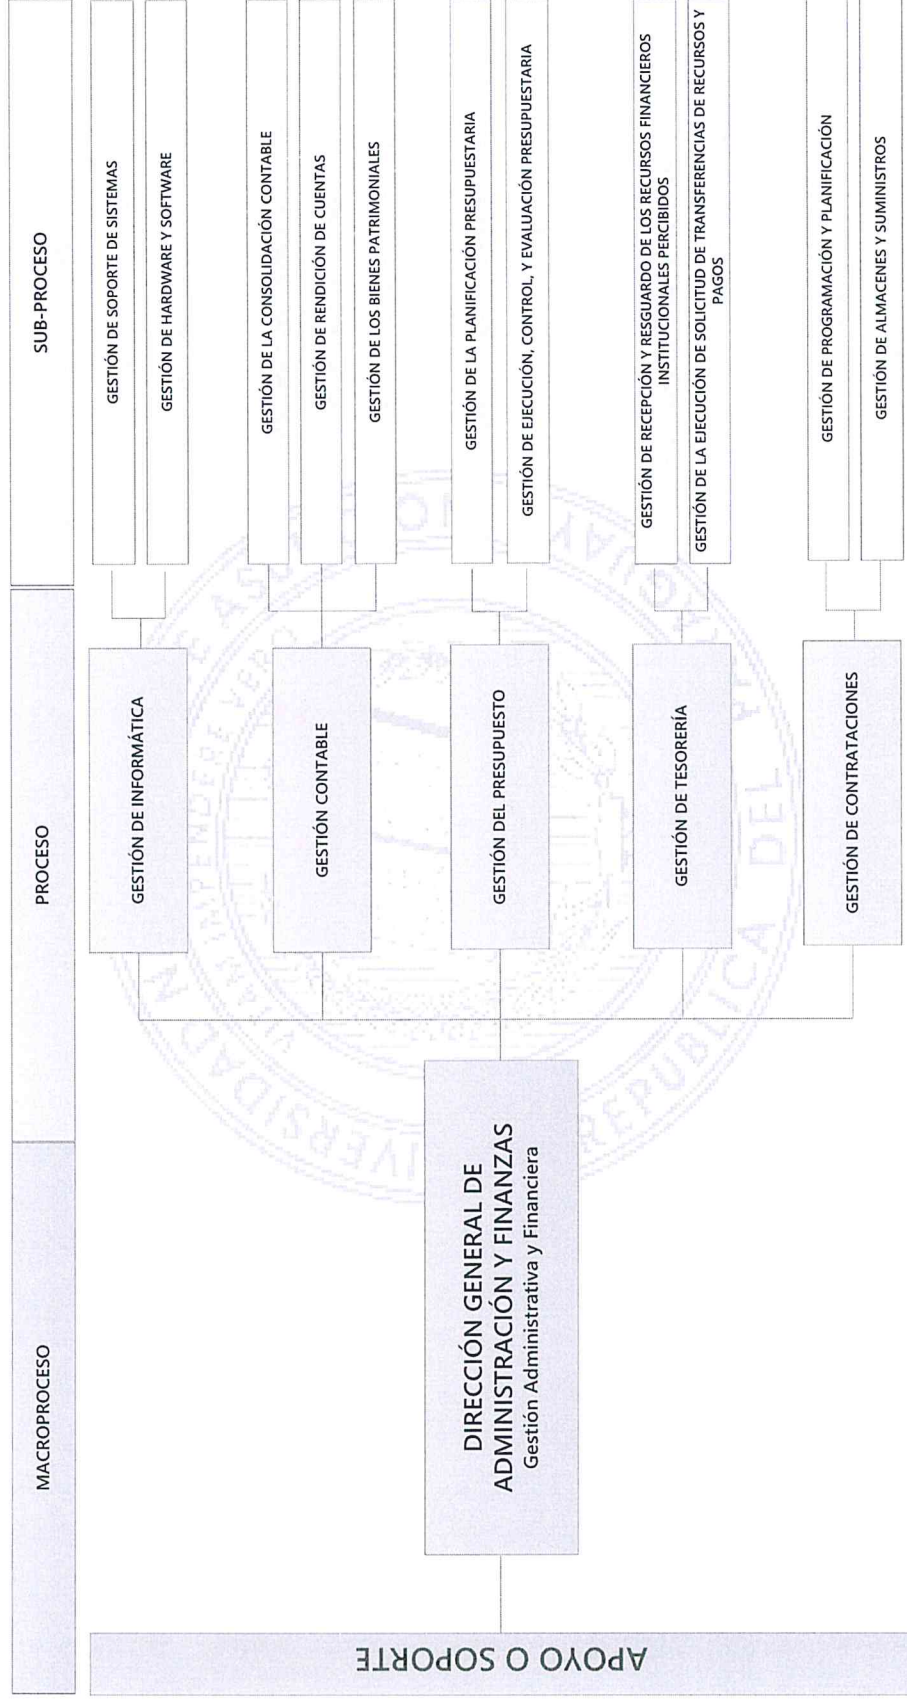 MACROPROCESO
PROCESO
SUB-PROCESO
APOYO O SOPORTE
DIRECCIÓN GENERAL DE
ADMINISTRACIÓN Y FINANZAS
Gestión Administrativa y Financiera
GESTIÓN DE INFORMÁTICA
GESTIÓN DE SOPORTE DE SISTEMAS
GESTIÓN DE HARDWARE Y SOFTWARE
GESTIÓN CONTABLE
GESTIÓN DE LA CONSOLIDACIÓN CONTABLE
GESTIÓN DE RENDICIÓN DE CUENTAS
GESTIÓN DE LOS BIENES PATRIMONIALES
GESTIÓN DEL PRESUPUESTO
GESTIÓN DE LA PLANIFICACIÓN PRESUPUESTARIA
GESTIÓN DE EJECUCIÓN, CONTROL, Y EVALUACIÓN PRESUPUESTARIA
GESTIÓN DE TESORERÍA
GESTIÓN DE RECEPCIÓN Y RESGUARDO DE LOS RECURSOS FINANCIEROS
INSTITUCIONALES PERCIBIDOS
GESTIÓN DE LA EJECUCIÓN DE SOLICITUD DE TRANSFERENCIAS DE RECURSOS Y
PAGOS
GESTIÓN DE CONTRATACIONES
GESTIÓN DE PROGRAMACIÓN Y PLANIFICACIÓN
GESTIÓN DE ALMACENES Y SUMINISTROS